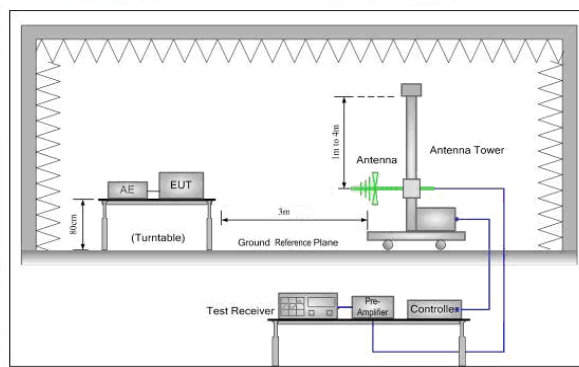 1m to 4m
Antenna
Antenna Tower
AE
EUT
3m
80cm
(Turntable)
Ground Reference Plane
Test Receiver
Pre-
Amplifier
Controller